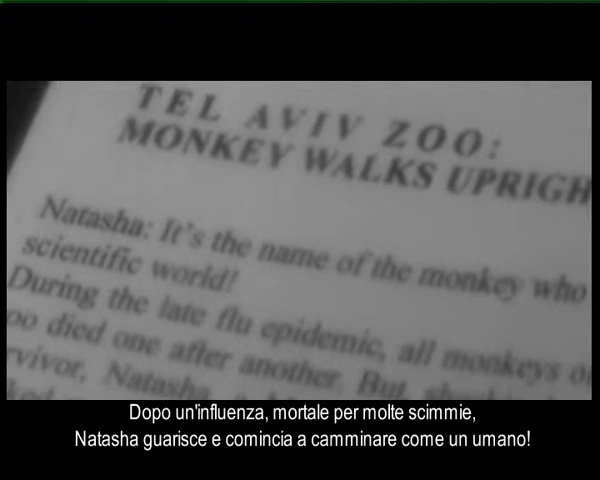 TEL AVIV ZOO:
MONKEY WALKS UPRIGH
Natasha: It's the name of the monkey who
scientific world!
During the late flu epidemic, all monkeys o
oo died one after another. But
rvivor, Natasha,
Dopo un'influenza, mortale per molte scimmie,
Natasha guarisce e comincia a camminare come un umano!